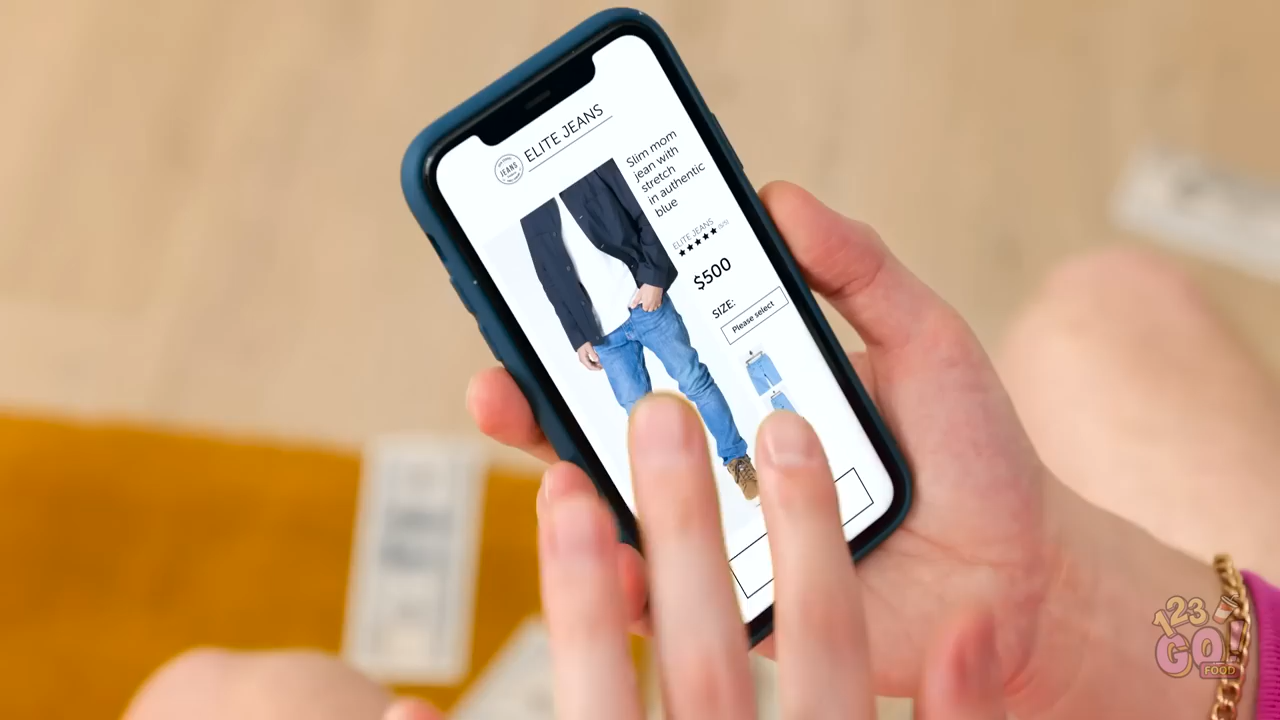 ELITE JEANS
JEANS
Slim mom
jean with
stretch
in authentic
blue
ELITE JEANS
$500
SIZE:
Please select
123
GO!
FOOD